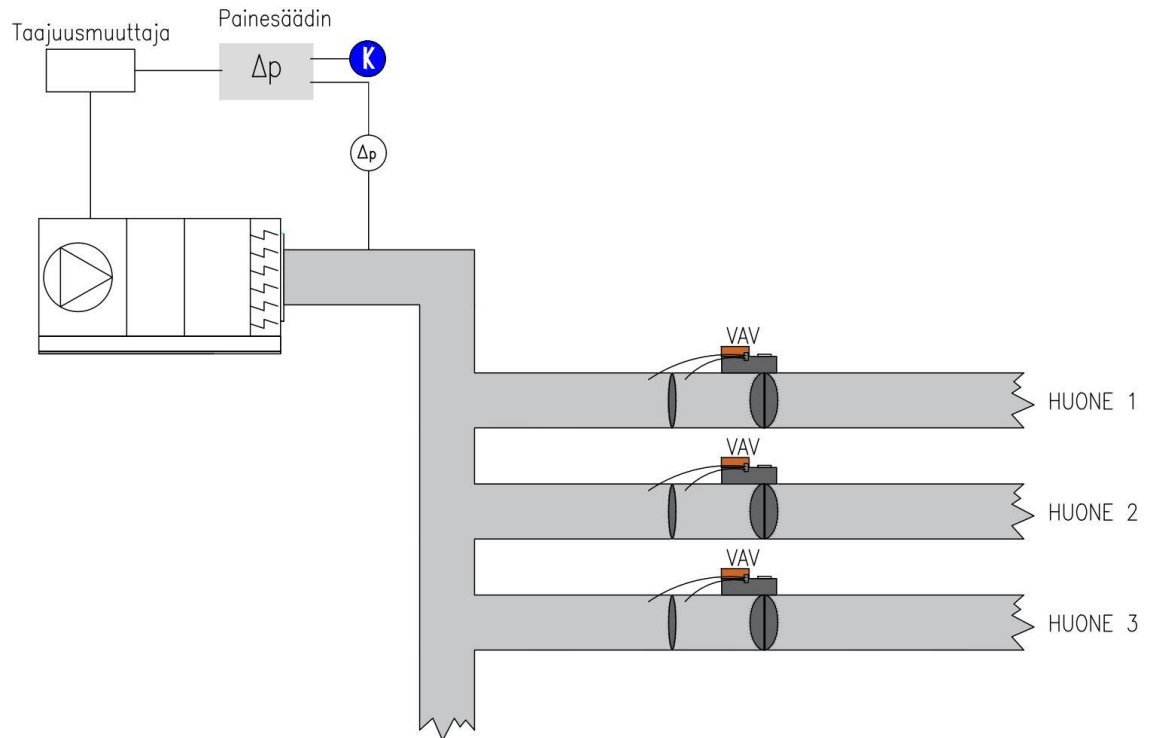 Painesäädin
Taajuusmuuttaja
Δp
K
Δp
VAV
HUONE 1
VAV
HUONE 2
VAV
HUONE 3